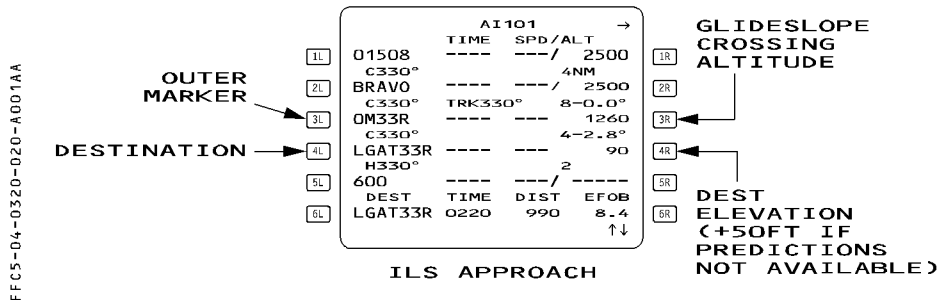 FFC5-04-0320-020-A001AA
OUTER
MARKER
DESTINATION
AI101 →
TIME SPD/ALT
1L 01508 ---- ---/ 2500 1R
C330° 4NM
2L BRAVO ---- ---/ 2500 2R
C330° TRK330° 8-0.0°
3L OM33R ---- --- 1260 3R
C330° 4-2.8°
4L LGAT33R ---- --- 90 4R
H330° 2
5L 600 ---- ---/ ----- 5R
DEST TIME DIST EFOB
6L LGAT33R 0220 990 8.4 6R
↑↓
GLIDESLOPE
CROSSING
ALTITUDE
DEST
ELEVATION
(+50FT IF
PREDICTIONS
NOT AVAILABLE)
ILS APPROACH